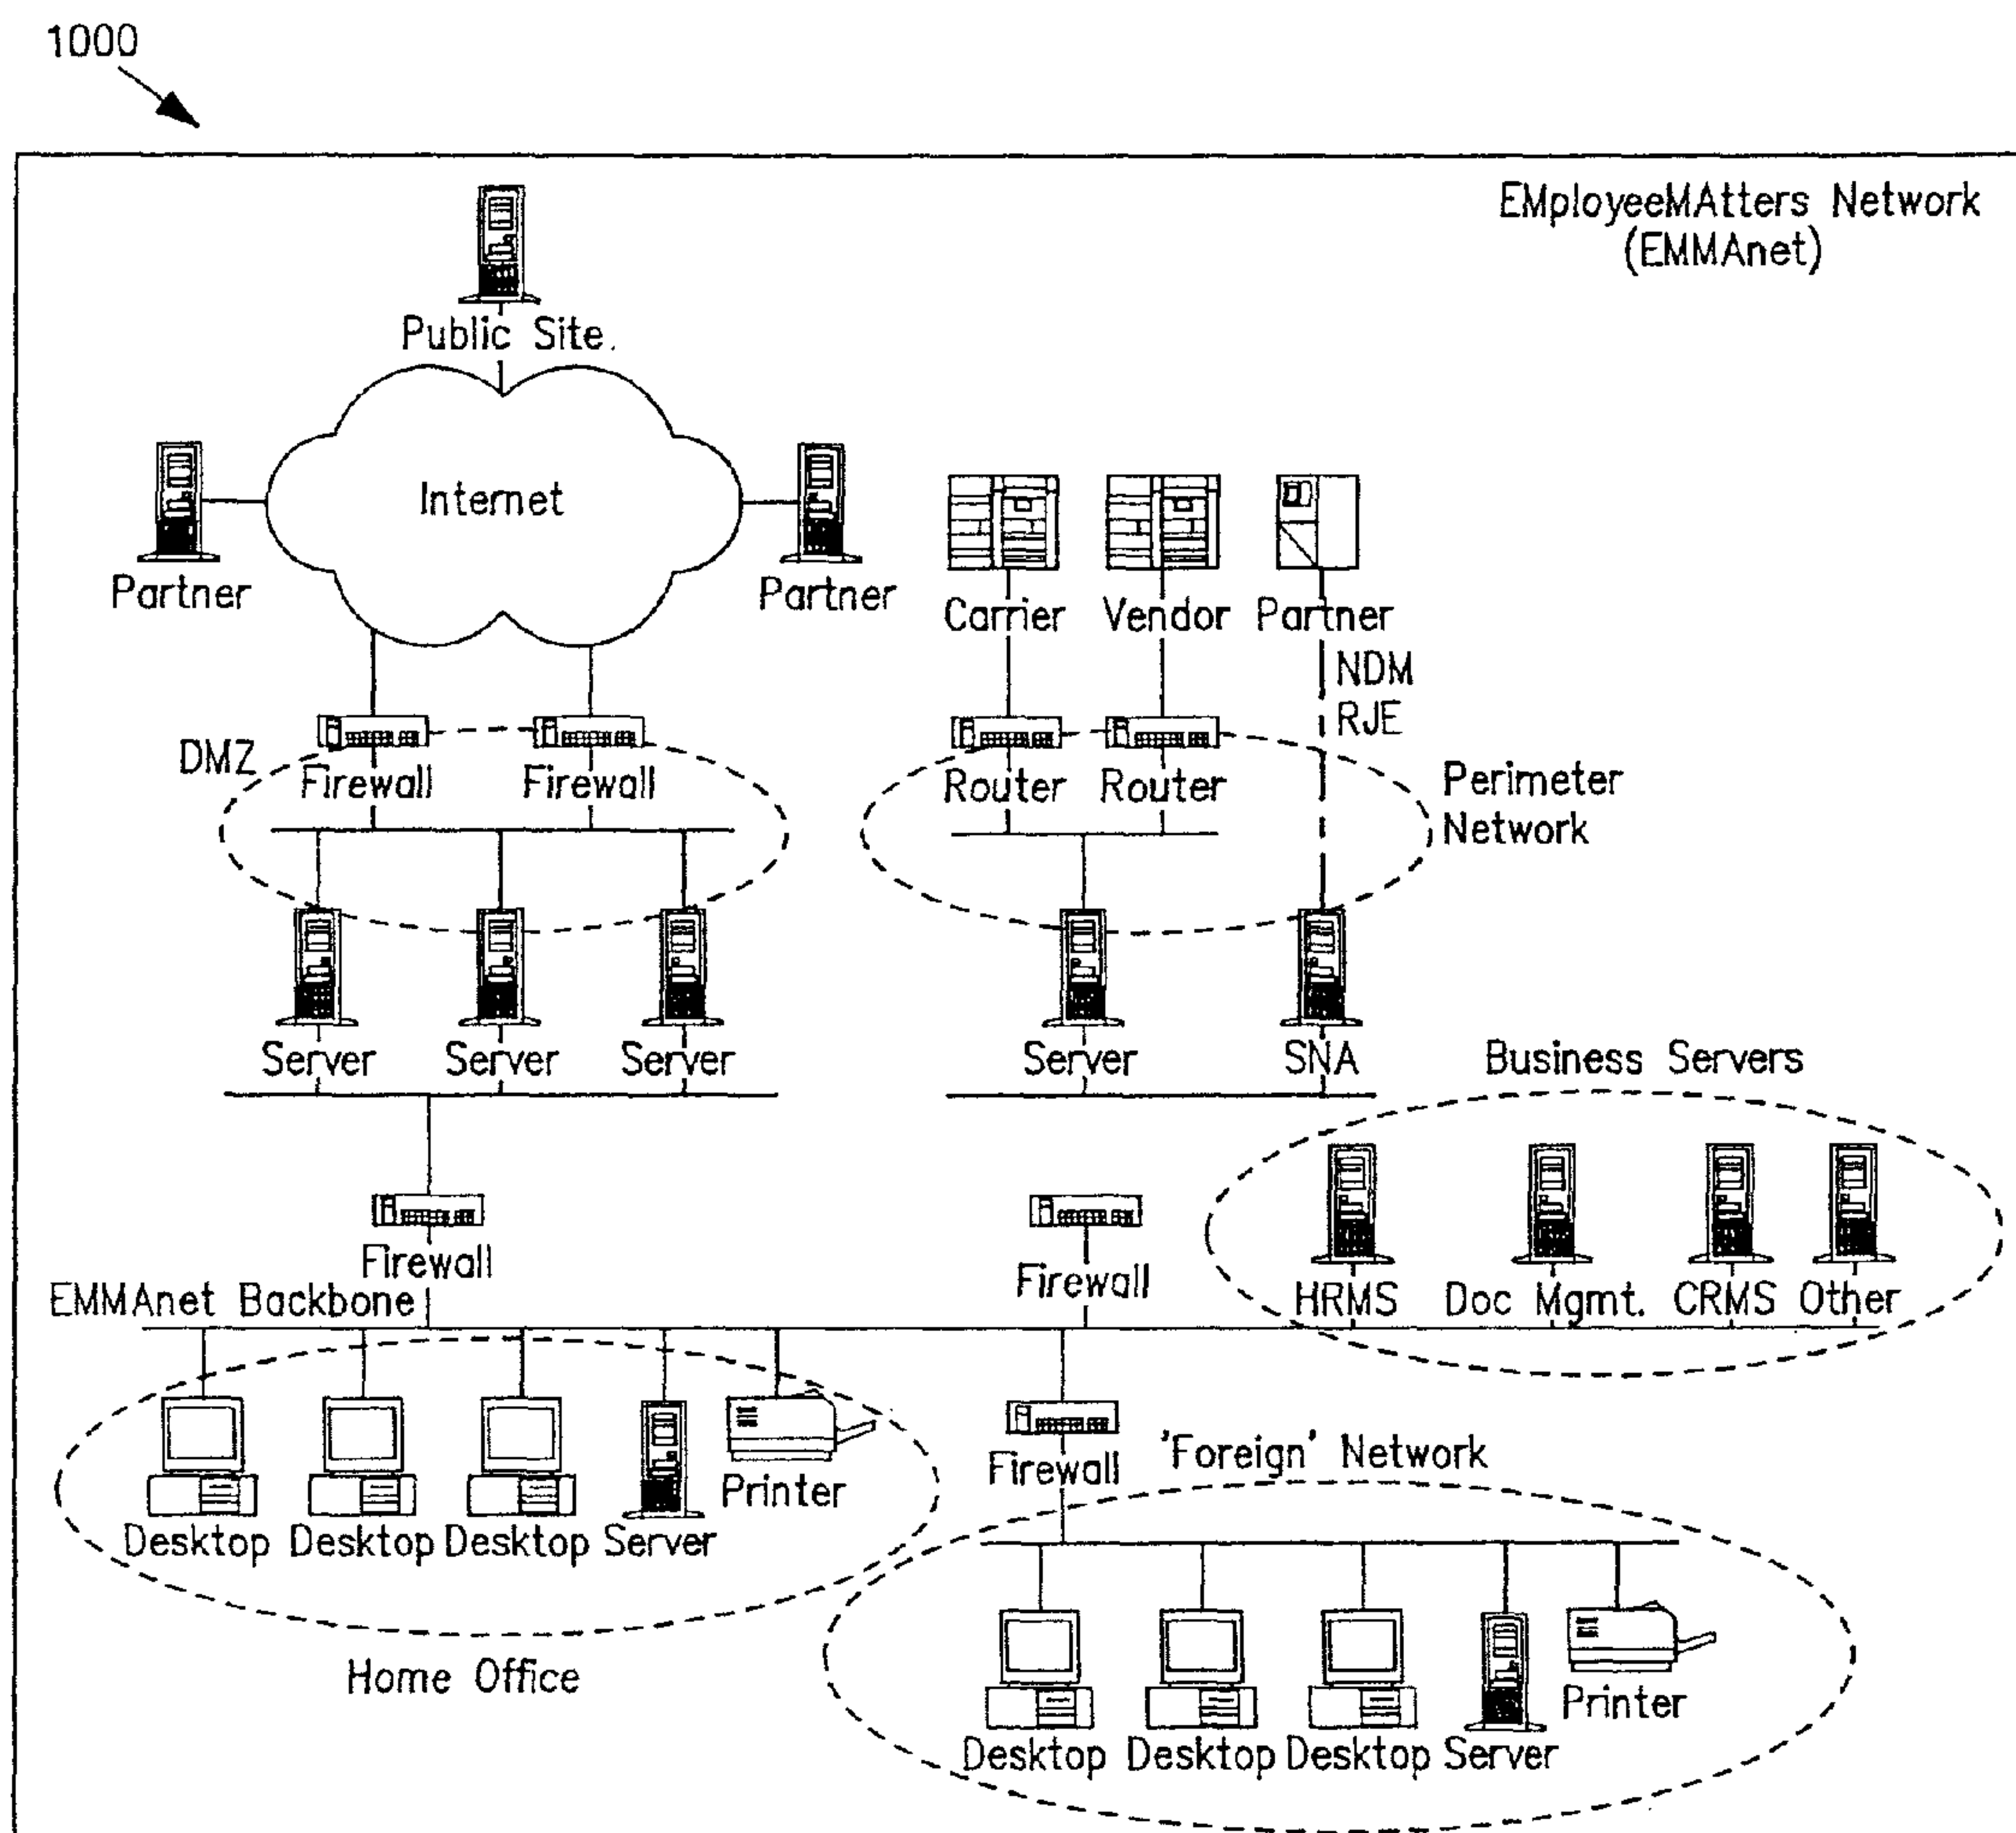 1000
EMployeeMAtters Network
(EMMAnet)
Public Site.
Internet
Partner
Partner
Carrier
Vendor
Partner
NDM
RJE
DMZ
Firewall
Firewall
Router
Router
Perimeter
Network
Server
Server
Server
Server
SNA
Business Servers
Firewall
Firewall
HRMS
Doc Mgmt.
CRMS
Other
EMMAnet Backbone
Firewall
'Foreign' Network
Printer
Desktop
Desktop
Desktop
Server
Home Office
Printer
Desktop
Desktop
Desktop
Server